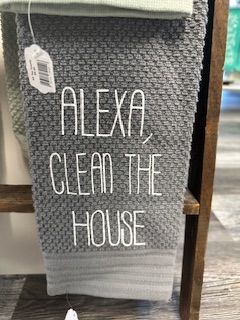 ALEXA,
CLEAN THE
HOUSE